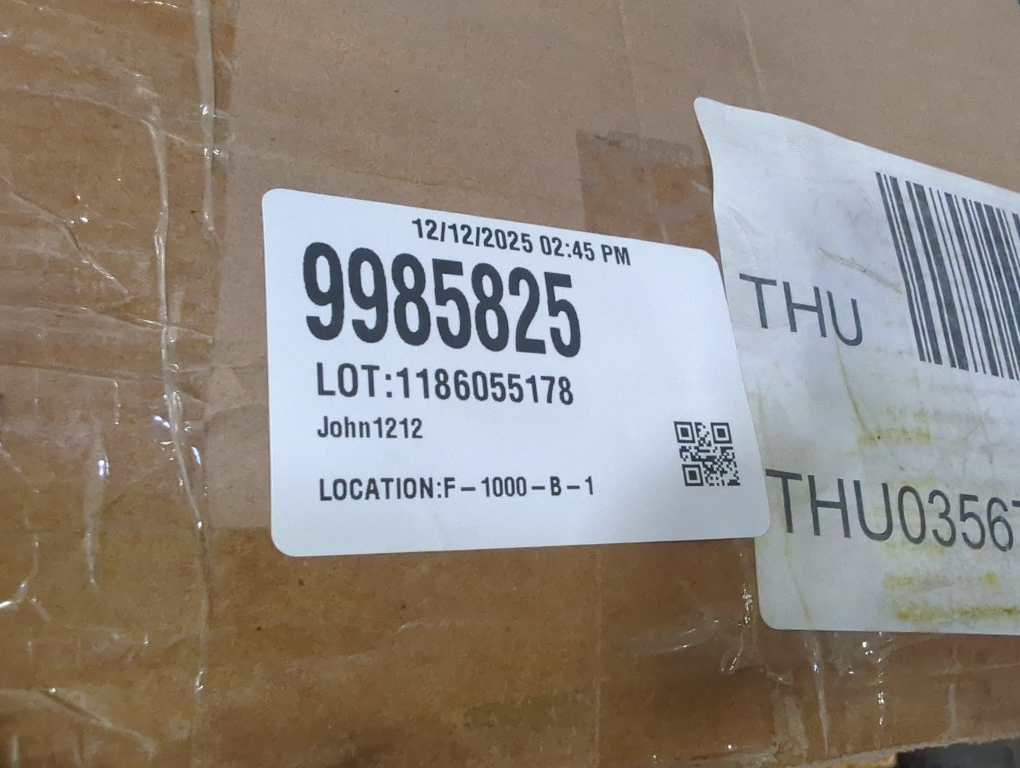 12/12/2025 02:45 PM
9985825
LOT:1186055178
John1212
LOCATION:F-1000-B-1
THU
THU0356